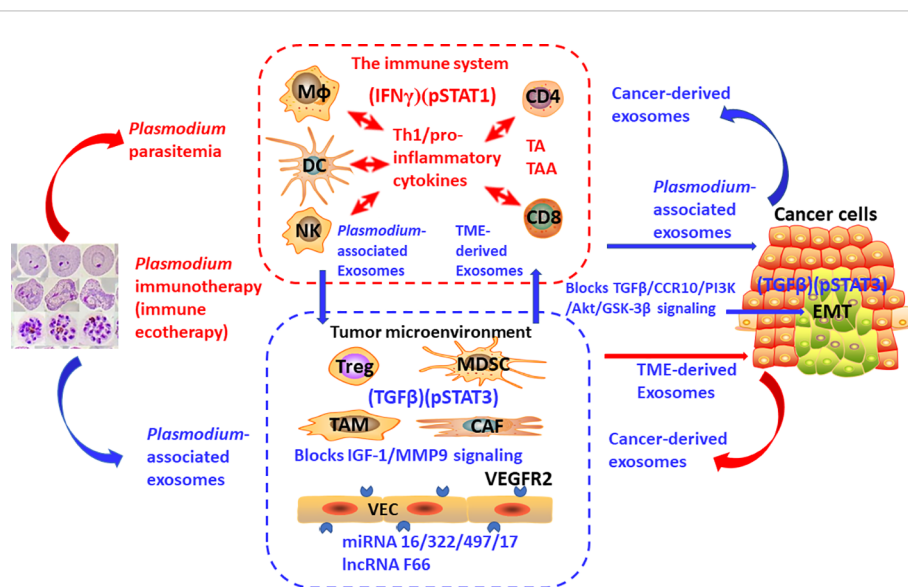 The immune system
Mφ
(IFNγ)(pSTAT1)
CD4
Th1/pro-
inflammatory
cytokines
TA
TAA
DC
NK
CD8
Plasmodium-
associated
Exosomes
TME-
derived
Exosomes
Plasmodium
parasitemia
Plasmodium
immunotherapy
(immune
ecotherapy)
Plasmodium-
associated
exosomes
Tumor microenvironment
Treg
MDSC
(TGFβ)(pSTAT3)
TAM
CAF
Blocks IGF-1/MMP9 signaling
VEGFR2
VEC
miRNA 16/322/497/17
lncRNA F66
Cancer-derived
exosomes
Plasmodium-
associated
exosomes
Cancer cells
(TGFβ)(pSTAT3)
Blocks TGFβ/CCR10/PI3K
/Akt/GSK-3β signaling
EMT
TME-derived
Exosomes
Cancer-derived
exosomes